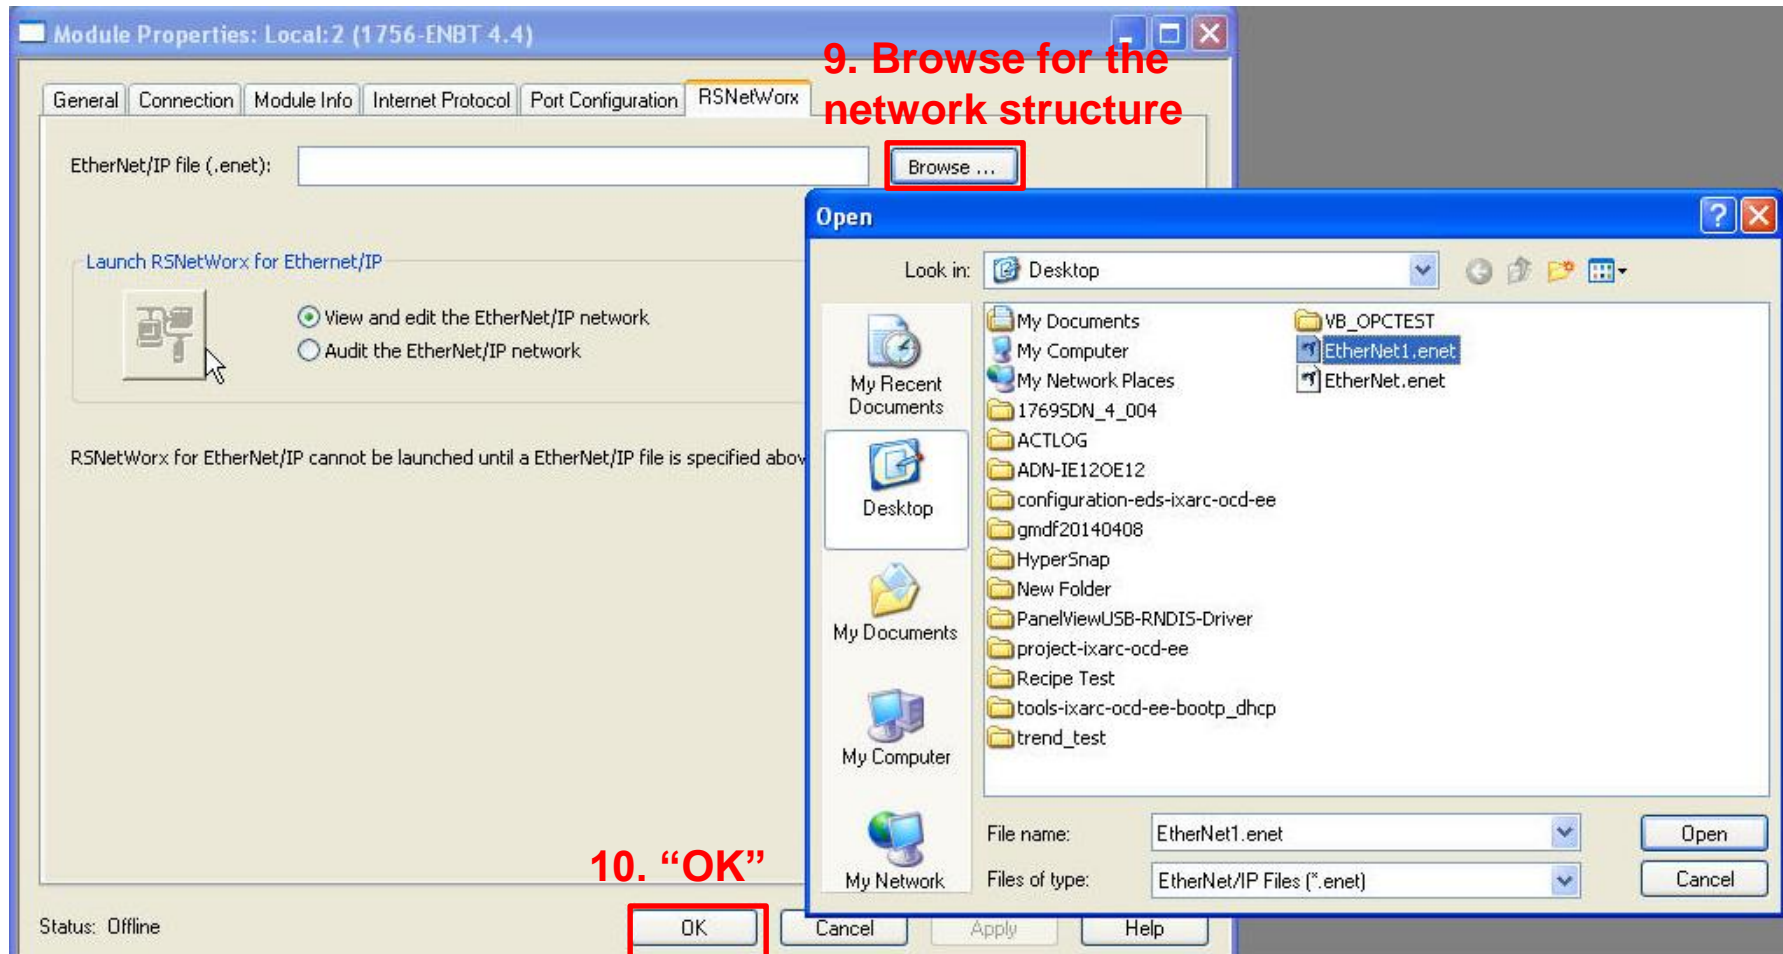 Module Properties: Local:2 (1756-ENBT 4.4)
9. Browse for the
network structure
General Connection Module Info Internet Protocol Port Configuration RSNetWorx
EtherNet/IP file (.enet):
Browse ...
Open
Look in: Desktop
Launch RSNetWorx for Ethernet/IP
View and edit the EtherNet/IP network
Audit the EtherNet/IP network
RSNetWorx for EtherNet/IP cannot be launched until a EtherNet/IP file is specified abov
My Recent
Documents
Desktop
My Documents
My Computer
My Network
My Documents
My Computer
My Network Places
1769SDN_4_004
ACTLOG
ADN-IE12OE12
configuration-eds-ixarc-ocd-ee
gmdf20140408
HyperSnap
New Folder
PanelViewUSB-RNDIS-Driver
project-ixarc-ocd-ee
Recipe Test
tools-ixarc-ocd-ee-bootp_dhcp
trend_test
VB_OPCTEST
EtherNet1.enet
EtherNet.enet
File name: EtherNet1.enet Open
Files of type: EtherNet/IP Files (*.enet) Cancel
10. “OK”
Status: Offline
OK Cancel Apply Help